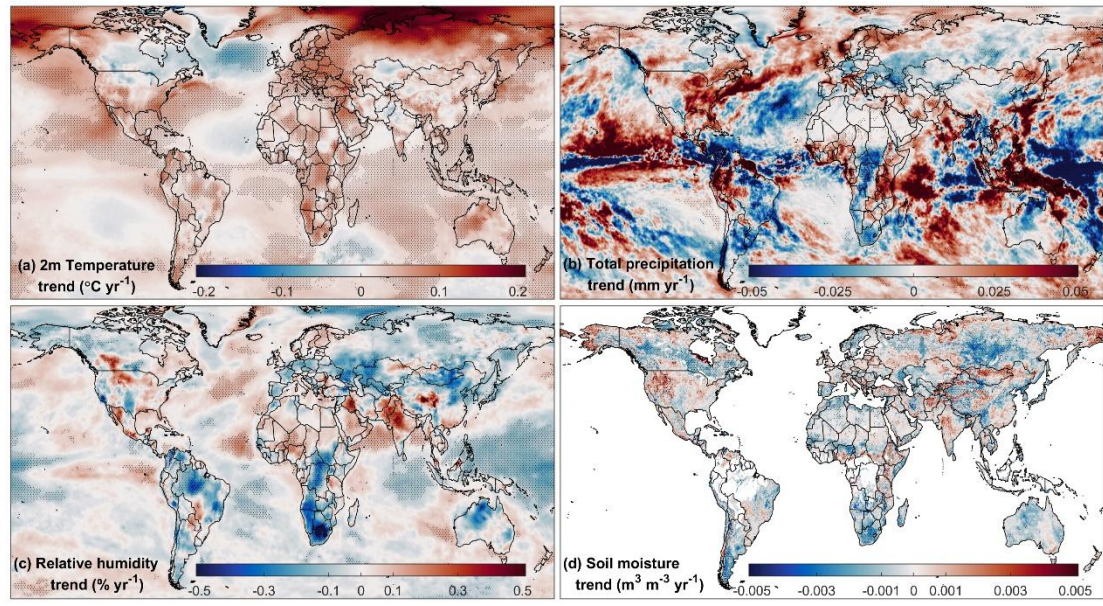 (a) 2m Temperature
trend (°C yr⁻¹)
-0.2 -0.1 0 0.1 0.2
(b) Total precipitation
trend (mm yr⁻¹)
-0.05 -0.025 0 0.025 0.05
(c) Relative humidity
trend (% yr⁻¹)
-0.5 -0.3 -0.1 0 0.1 0.3 0.5
(d) Soil moisture
trend (m³ m⁻³ yr⁻¹)
-0.005 -0.003 -0.001 0 0.001 0.003 0.005